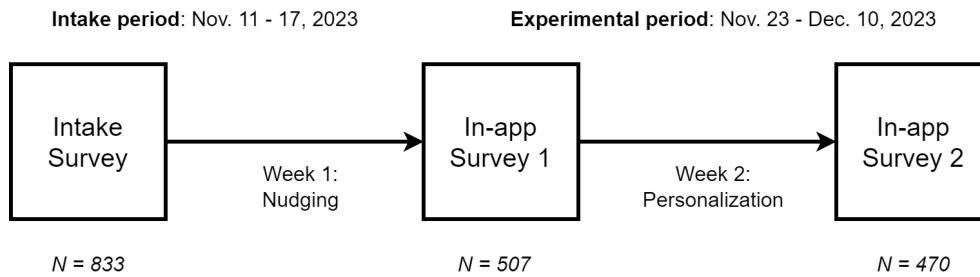 Intake period: Nov. 11 - 17, 2023
Experimental period: Nov. 23 - Dec. 10, 2023
Intake
Survey
Week 1:
Nudging
In-app
Survey 1
Week 2:
Personalization
In-app
Survey 2
N = 833
N = 507
N = 470